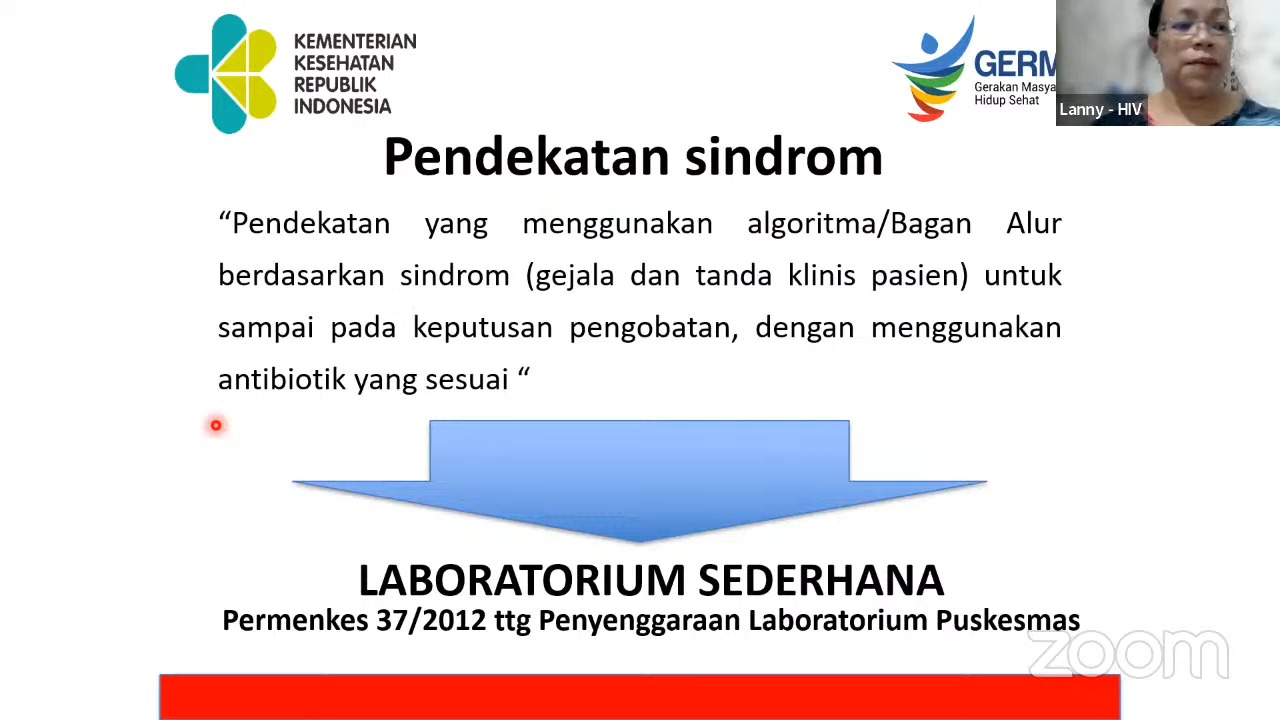 KEMENTERIAN
KESEHATAN
REPUBLIK
INDONESIA
GERM
Gerakan Masya
Hidup Sehat
Lanny - HIV
Pendekatan sindrom
“Pendekatan yang menggunakan algoritma/Bagan Alur
berdasarkan sindrom (gejala dan tanda klinis pasien) untuk
sampai pada keputusan pengobatan, dengan menggunakan
antibiotik yang sesuai “
LABORATORIUM SEDERHANA
Permenkes 37/2012 ttg Penyenggaraan Laboratorium Puskesmas
zoom